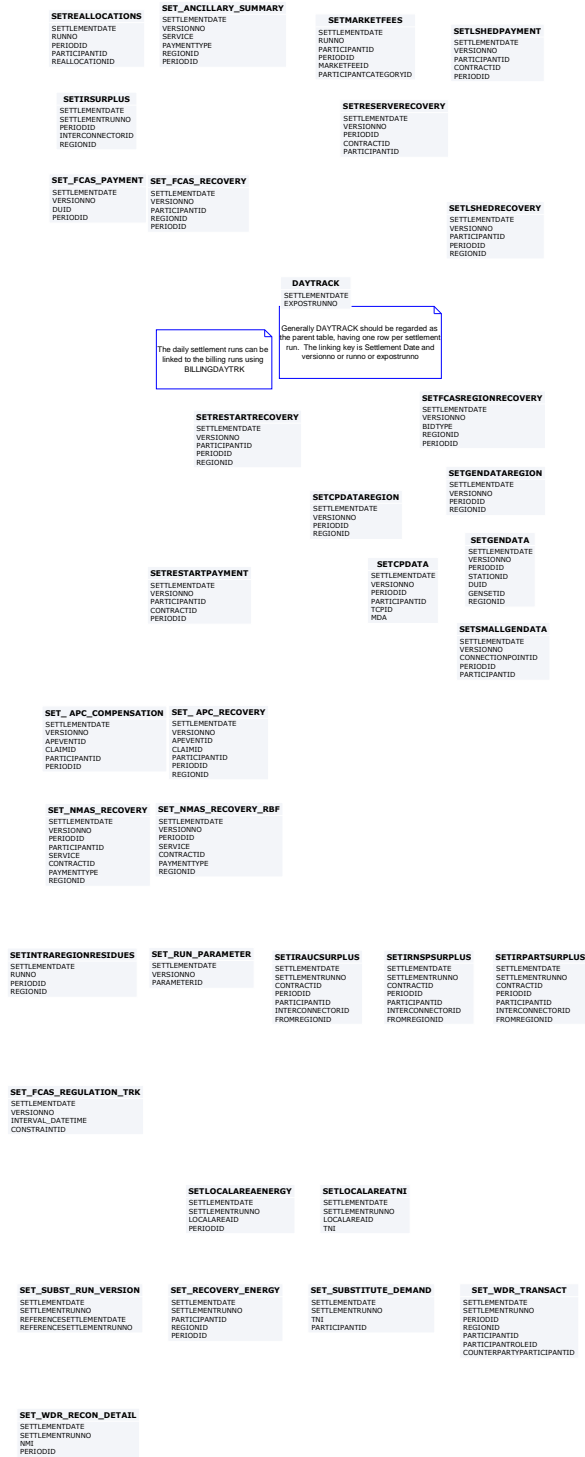 SETREALLOCATIONS
SETTLEMENTDATE
RUNNO
PERIODID
PARTICIPANTID
REALLOCATIONID
SET_ANCILLARY_SUMMARY
SETTLEMENTDATE
VERSIONNO
SERVICE
PAYMENTTYPE
REGIONID
PERIODID
SETMARKETFEES
SETTLEMENTDATE
RUNNO
PARTICIPANTID
PERIODID
MARKETFEEID
PARTICIPANTCATEGORYID
SETLSHEDPAYMENT
SETTLEMENTDATE
VERSIONNO
PARTICIPANTID
CONTRACTID
PERIODID
SETIRSURPLUS
SETTLEMENTDATE
SETTLEMENTRUNNO
PERIODID
INTERCONNECTORID
REGIONID
SETRESERVERECOVERY
SETTLEMENTDATE
VERSIONNO
PERIODID
CONTRACTID
PARTICIPANTID
SET_FCAS_PAYMENT
SETTLEMENTDATE
VERSIONNO
DUID
PERIODID
SET_FCAS_RECOVERY
SETTLEMENTDATE
VERSIONNO
PARTICIPANTID
REGIONID
PERIODID
SETLSHEDRECOVERY
SETTLEMENTDATE
VERSIONNO
PARTICIPANTID
PERIODID
REGIONID
DAYTRACK
SETTLEMENTDATE
EXPOSTRUNNO
Generally DAYTRACK should be regarded as
the parent table, having one row per settlement
run. The linking key is Settlement Date and
versionno or runno or expostrunno
The daily settlement runs can be
linked to the billing runs using
BILLINGDAYTRK
SETRESTARTRECOVERY
SETTLEMENTDATE
VERSIONNO
PARTICIPANTID
PERIODID
REGIONID
SETFCASREGIONRECOVERY
SETTLEMENTDATE
VERSIONNO
BIDTYPE
REGIONID
PERIODID
SETCPDATAREGION
SETTLEMENTDATE
VERSIONNO
PERIODID
REGIONID
SETGENDATAREGION
SETTLEMENTDATE
VERSIONNO
PERIODID
REGIONID
SETRESTARTPAYMENT
SETTLEMENTDATE
VERSIONNO
PARTICIPANTID
CONTRACTID
PERIODID
SETCPDATA
SETTLEMENTDATE
VERSIONNO
PERIODID
PARTICIPANTID
TCPID
MDA
SETGENDATA
SETTLEMENTDATE
VERSIONNO
PERIODID
STATIONID
DUID
GENSETID
REGIONID
SETSMALLGENDATA
SETTLEMENTDATE
VERSIONNO
CONNECTIONPOINTID
PERIODID
PARTICIPANTID
SET_ APC_COMPENSATION
SETTLEMENTDATE
VERSIONNO
APEVENTID
CLAIMID
PARTICIPANTID
PERIODID
SET_ APC_RECOVERY
SETTLEMENTDATE
VERSIONNO
APEVENTID
CLAIMID
PARTICIPANTID
PERIODID
REGIONID
SET_NMAS_RECOVERY
SETTLEMENTDATE
VERSIONNO
PERIODID
PARTICIPANTID
SERVICE
CONTRACTID
PAYMENTTYPE
REGIONID
SET_NMAS_RECOVERY_RBF
SETTLEMENTDATE
VERSIONNO
PERIODID
SERVICE
CONTRACTID
PAYMENTTYPE
REGIONID
SETINTRAREGIONRESIDUES
SETTLEMENTDATE
RUNNO
PERIODID
REGIONID
SET_RUN_PARAMETER
SETTLEMENTDATE
VERSIONNO
PARAMETERID
SETIRAUCSURPLUS
SETTLEMENTDATE
SETTLEMENTRUNNO
CONTRACTID
PERIODID
PARTICIPANTID
INTERCONNECTORID
FROMREGIONID
SETIRNSPSURPLUS
SETTLEMENTDATE
SETTLEMENTRUNNO
CONTRACTID
PERIODID
PARTICIPANTID
INTERCONNECTORID
FROMREGIONID
SETIRPARTSURPLUS
SETTLEMENTDATE
SETTLEMENTRUNNO
CONTRACTID
PERIODID
PARTICIPANTID
INTERCONNECTORID
FROMREGIONID
SET_FCAS_REGULATION_TRK
SETTLEMENTDATE
VERSIONNO
INTERVAL_DATETIME
CONSTRAINTID
SETLOCALAREAENERGY
SETTLEMENTDATE
SETTLEMENTRUNNO
LOCALAREAID
PERIODID
SETLOCALAREATNI
SETTLEMENTDATE
SETTLEMENTRUNNO
LOCALAREAID
TNI
SET_SUBST_RUN_VERSION
SETTLEMENTDATE
SETTLEMENTRUNNO
REFERENCESETTLEMENTDATE
REFERENCESETTLEMENTRUNNO
SET_RECOVERY_ENERGY
SETTLEMENTDATE
SETTLEMENTRUNNO
PARTICIPANTID
REGIONID
PERIODID
SET_SUBSTITUTE_DEMAND
SETTLEMENTDATE
SETTLEMENTRUNNO
TNI
PARTICIPANTID
SET_WDR_TRANSACT
SETTLEMENTDATE
SETTLEMENTRUNNO
PERIODID
REGIONID
PARTICIPANTID
PARTICIPANTROLEID
COUNTERPARTYPARTICIPANTID
SET_WDR_RECON_DETAIL
SETTLEMENTDATE
SETTLEMENTRUNNO
NMI
PERIODID